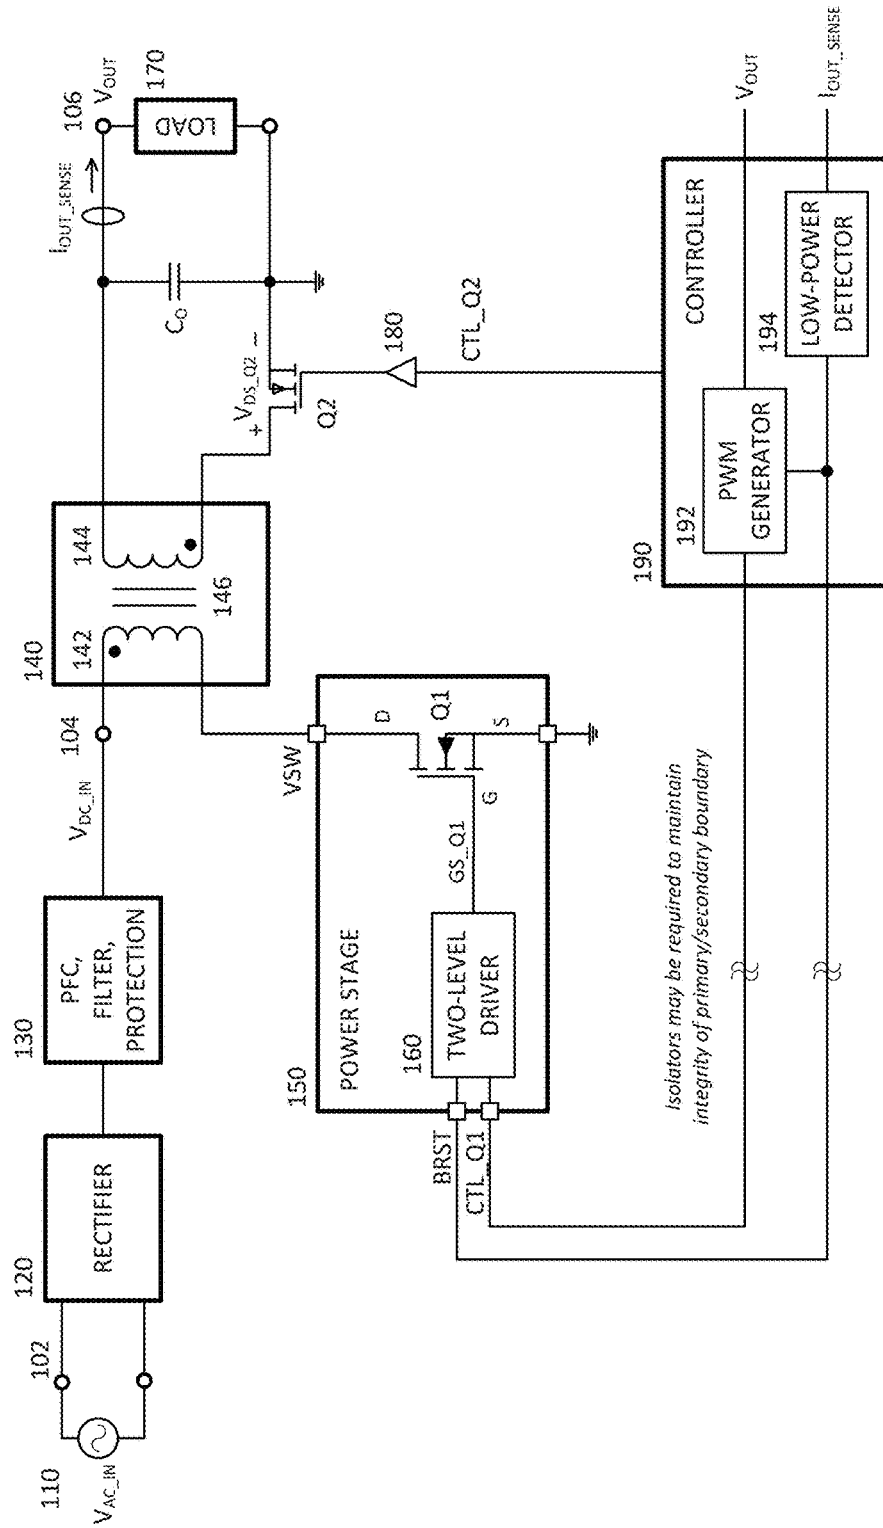 110
V_AC_IN
102
120
RECTIFIER
130
PFC,
FILTER,
PROTECTION
V_DC_IN
104
140
142
144
146
I_OUT_SENSE
106
V_OUT
170
LOAD
C_O
+ V_DS_Q2 –
Q2
180
CTL_Q2
150
POWER STAGE
VSW
D
Q1
S
G
GS_Q1
160
TWO-LEVEL
DRIVER
BRST
CTL_Q1
Isolators may be required to maintain
integrity of primary/secondary boundary
190
CONTROLLER
192
PWM
GENERATOR
194
LOW-POWER
DETECTOR
V_OUT
I_OUT_SENSE